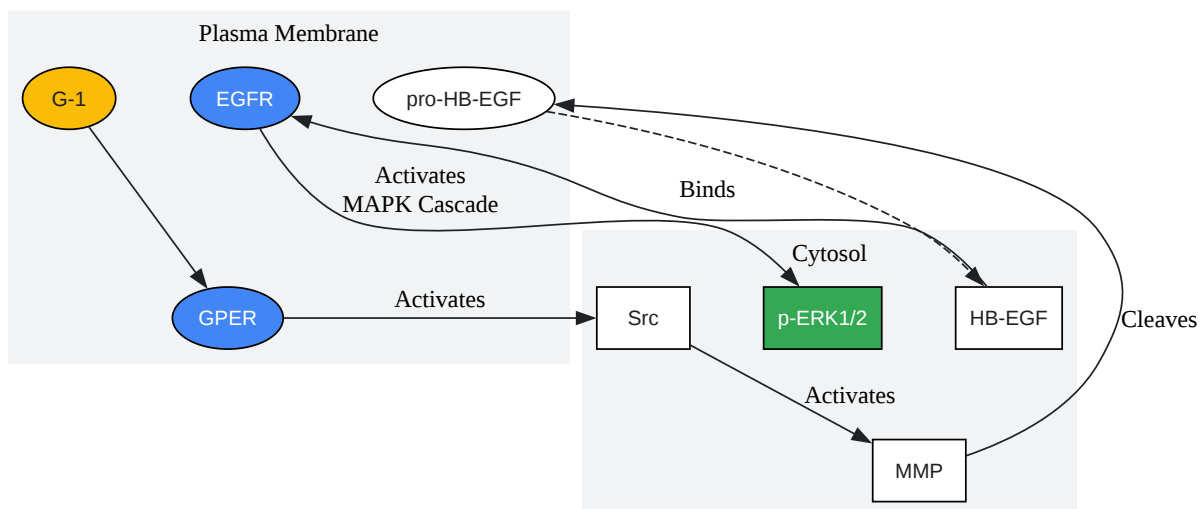 Plasma Membrane
G-1
EGFR
pro-HB-EGF
Activates
MAPK Cascade
Binds
Cytosol
GPER
Activates
Src
p-ERK1/2
HB-EGF
Cleaves
Activates
MMP